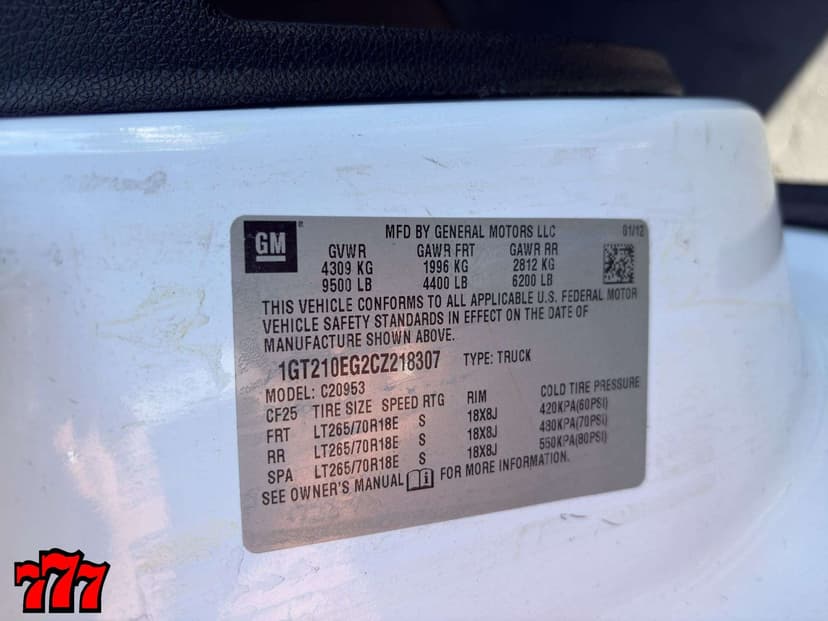 GM
MFD BY GENERAL MOTORS LLC 01/12
GVWR GAWR FRT GAWR RR
4309 KG 1996 KG 2812 KG
9500 LB 4400 LB 6200 LB
THIS VEHICLE CONFORMS TO ALL APPLICABLE U.S. FEDERAL MOTOR
VEHICLE SAFETY STANDARDS IN EFFECT ON THE DATE OF
MANUFACTURE SHOWN ABOVE.
1GT210EG2CZ218307 TYPE: TRUCK
MODEL: C20953
CF25 TIRE SIZE SPEED RTG RIM COLD TIRE PRESSURE
FRT LT265/70R18E S 18X8J 420KPA(60PSI)
RR LT265/70R18E S 18X8J 480KPA(70PSI)
SPA LT265/70R18E S 18X8J 550KPA(80PSI)
SEE OWNER'S MANUAL FOR MORE INFORMATION.
777